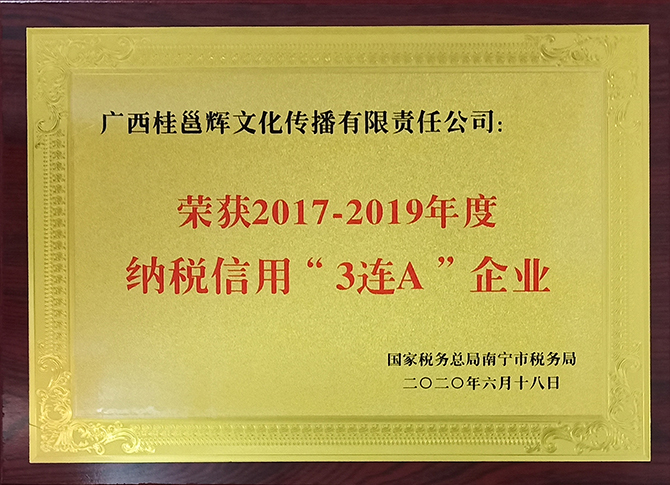 广西桂邕辉文化传播有限责任公司:
荣获2017-2019年度
纳税信用“3连A”企业
国家税务总局南宁市税务局
二〇二〇年六月十八日